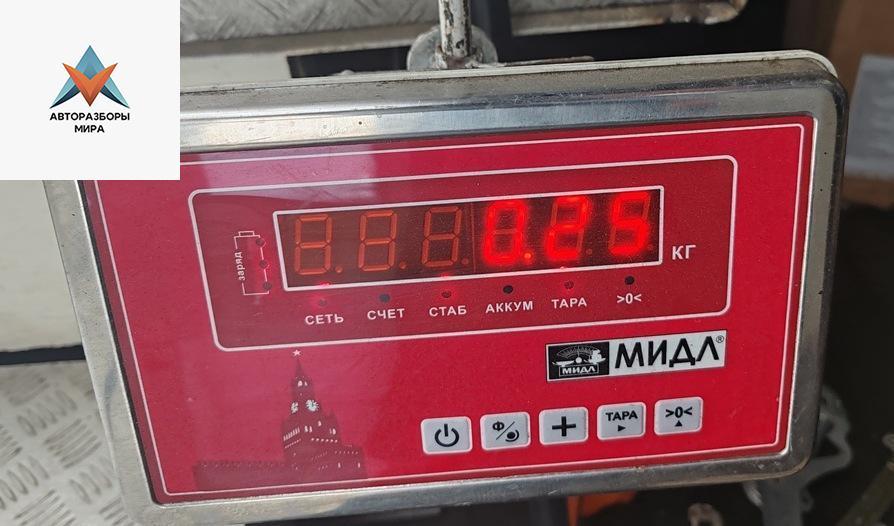 АВТОРАЗБОРЫ
МИРА
заряд
0.25
КГ
СЕТЬ СЧЕТ СТАБ АККУМ ТАРА >0<
МИДЛ
МИДЛ®
Ф/
ТАРА
>0<